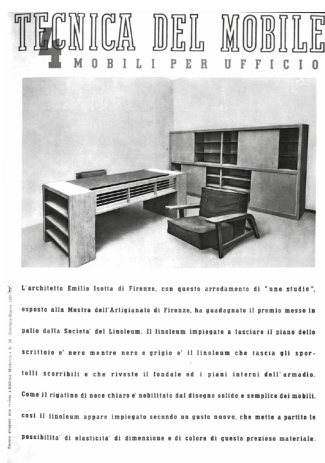 TECNICA DEL MOBILE
4 MOBILI PER UFFICIO
L'architetto Emilio Isotta di Firenze, con questo arredamento di "uno studio",
esposto alla Mostra dell'Artigianato di Firenze, ha guadagnato il premio messo in
palio dalla Societa' del Linoleum. Il linoleum impiegato a fasciare il piano dello
scrittoio e' nero mentre nero e grigio e' il linoleum che fascia gli spor-
telli scorribili e che riveste il fondale ed i piani interni dell'armadio.
Come il rigatino di noce chiaro e' nobilitato dal disegno solido e semplice dei mobili,
cosi il linoleum appare impiegato secondo un gusto nuovo, che mette a partito le
possibilita' di elasticita' di dimensione e di colore di questo prezioso materiale.